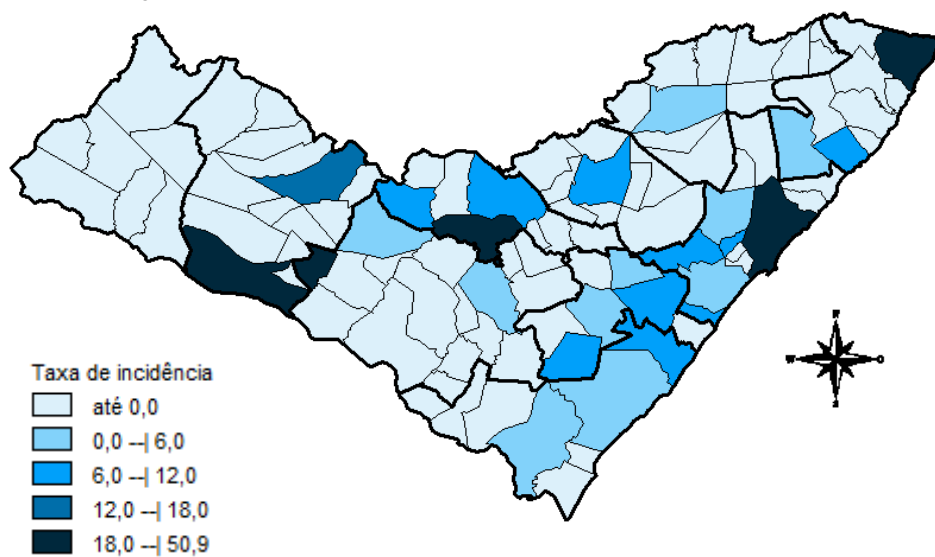 N
W
O
S
Taxa de incidência
até 0,0
0,0 --| 6,0
6,0 --| 12,0
12,0 --| 18,0
18,0 --| 50,9